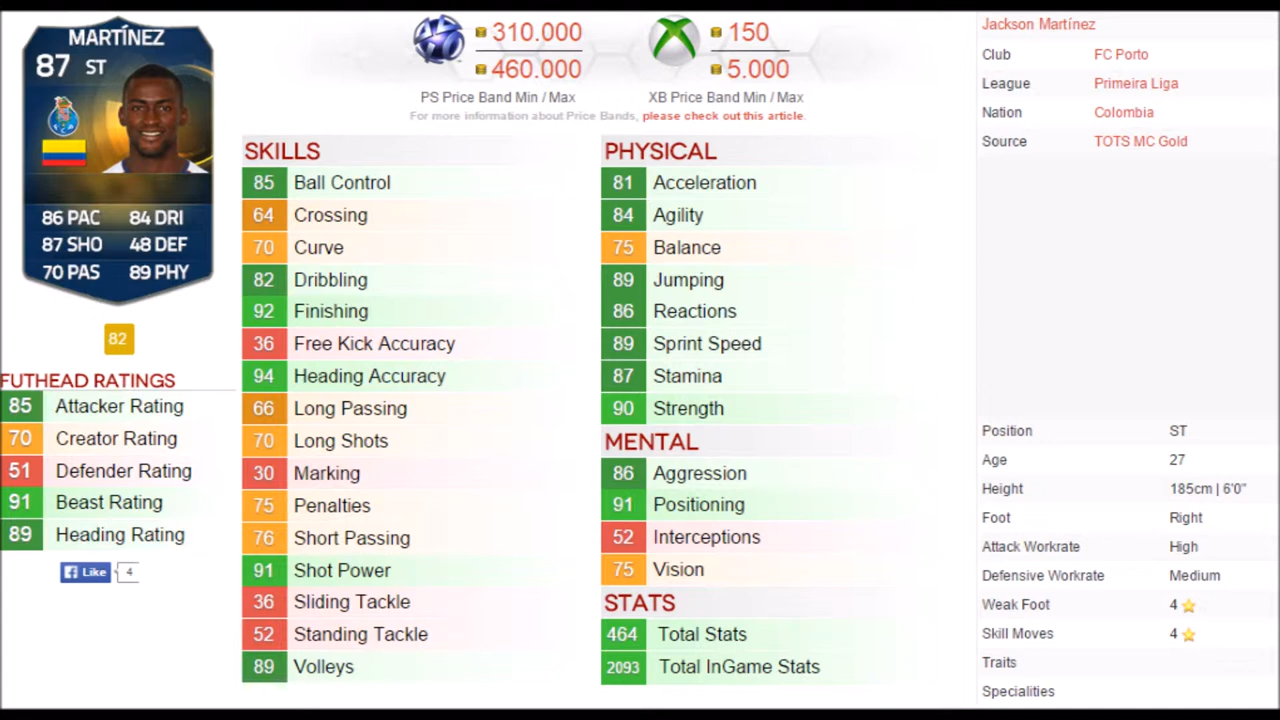 MARTÍNEZ
87 ST
86 PAC 84 DRI
87 SHO 48 DEF
70 PAS 89 PHY
82
FUTHEAD RATINGS
85 Attacker Rating
70 Creator Rating
51 Defender Rating
91 Beast Rating
89 Heading Rating
Like 4
310.000
460.000
PS Price Band Min / Max
150
5.000
XB Price Band Min / Max
For more information about Price Bands, please check out this article.
SKILLS
85 Ball Control
64 Crossing
70 Curve
82 Dribbling
92 Finishing
36 Free Kick Accuracy
94 Heading Accuracy
66 Long Passing
70 Long Shots
30 Marking
75 Penalties
76 Short Passing
91 Shot Power
36 Sliding Tackle
52 Standing Tackle
89 Volleys
PHYSICAL
81 Acceleration
84 Agility
75 Balance
89 Jumping
86 Reactions
89 Sprint Speed
87 Stamina
90 Strength
MENTAL
86 Aggression
91 Positioning
52 Interceptions
75 Vision
STATS
464 Total Stats
2093 Total InGame Stats
Jackson Martínez
Club FC Porto
League Primeira Liga
Nation Colombia
Source TOTS MC Gold
Position ST
Age 27
Height 185cm | 6'0"
Foot Right
Attack Workrate High
Defensive Workrate Medium
Weak Foot 4
Skill Moves 4
Traits
Specialities